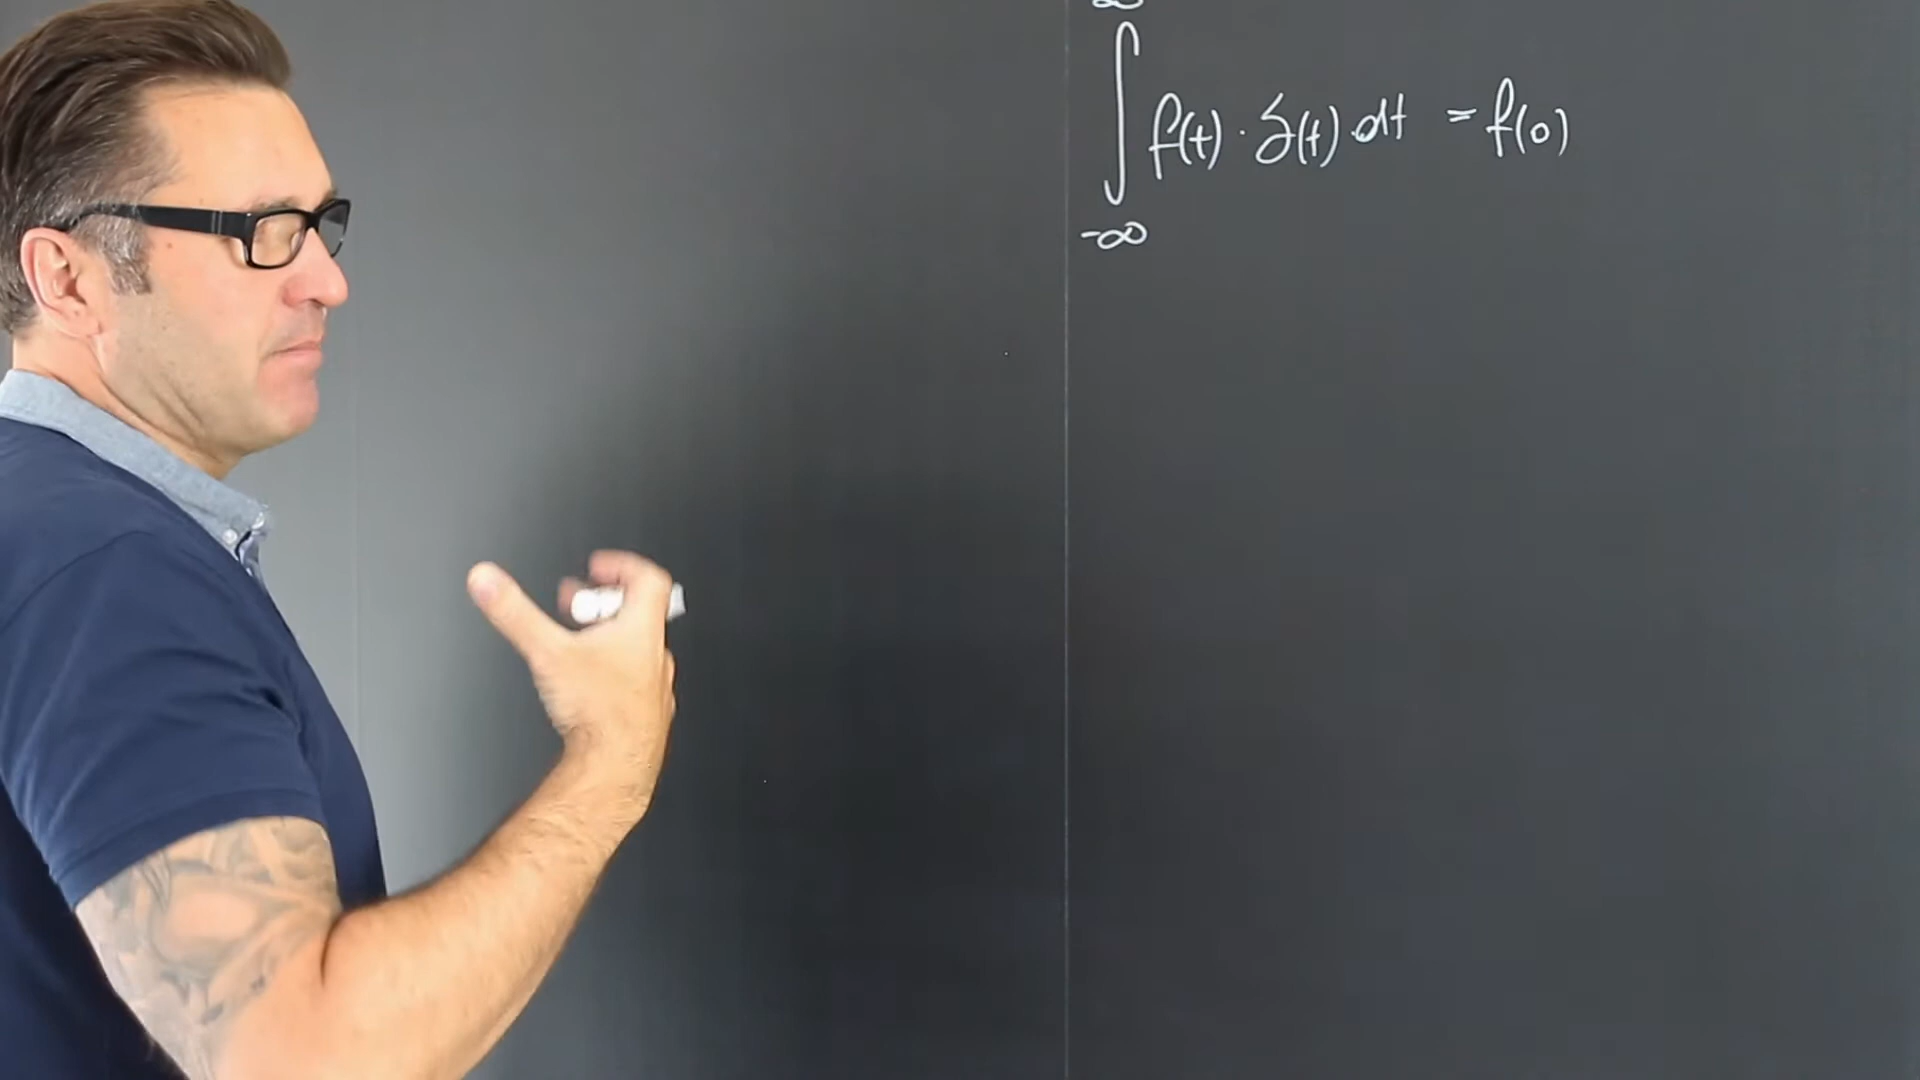 ∞
∫ f(t) · δ(t) · dt = f(0)
-∞